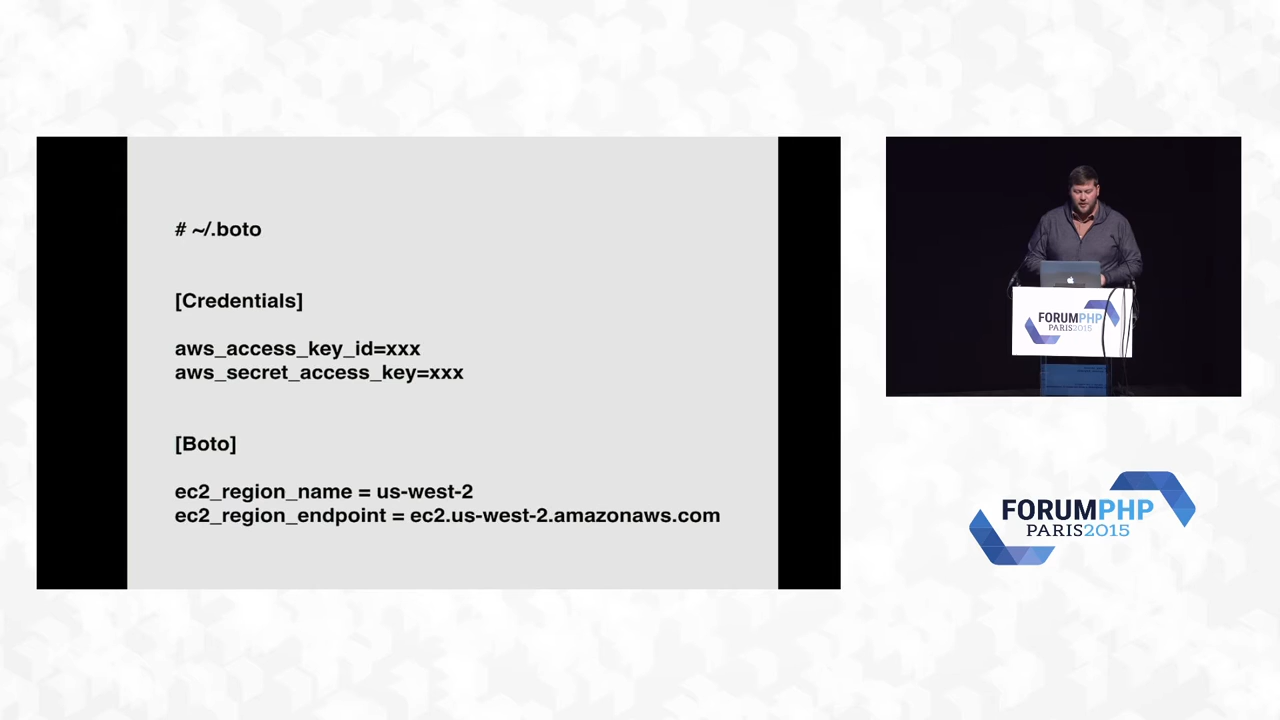 # ~/.boto
[Credentials]
aws_access_key_id=xxx
aws_secret_access_key=xxx
[Boto]
ec2_region_name = us-west-2
ec2_region_endpoint = ec2.us-west-2.amazonaws.com
FORUMPHP
PARIS2015
FORUMPHP
PARIS2015